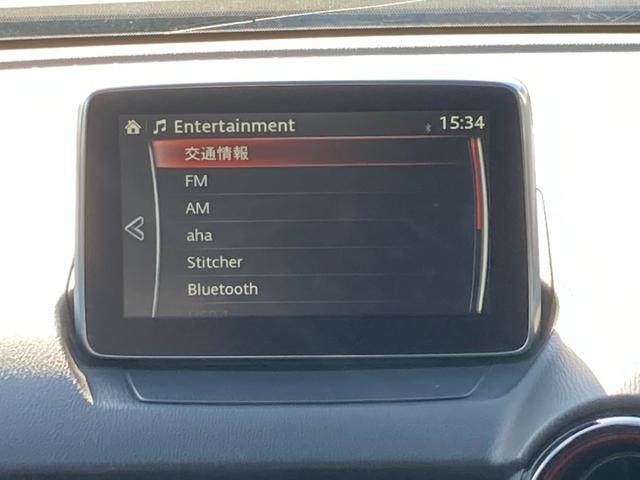 Entertainment 15:34
交通情報
FM
AM
aha
Stitcher
Bluetooth